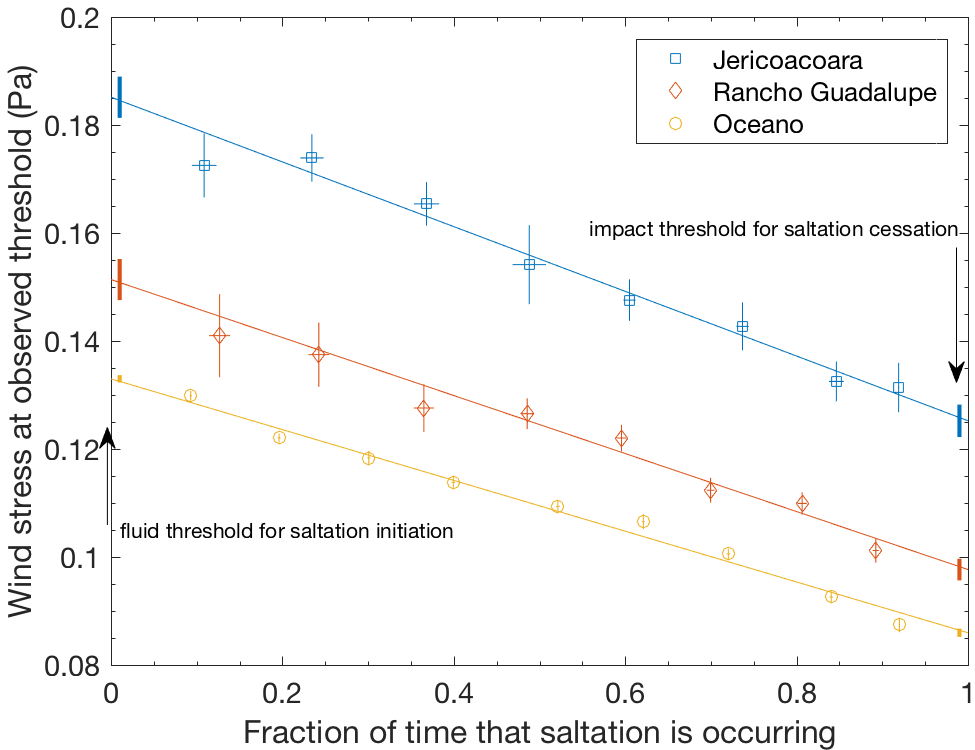 0.2
0.18
0.16
0.14
0.12
0.1
0.08
Wind stress at observed threshold (Pa)
Jericoacoara
Rancho Guadalupe
Oceano
impact threshold for saltation cessation
fluid threshold for saltation initiation
0 0.2 0.4 0.6 0.8 1
Fraction of time that saltation is occurring